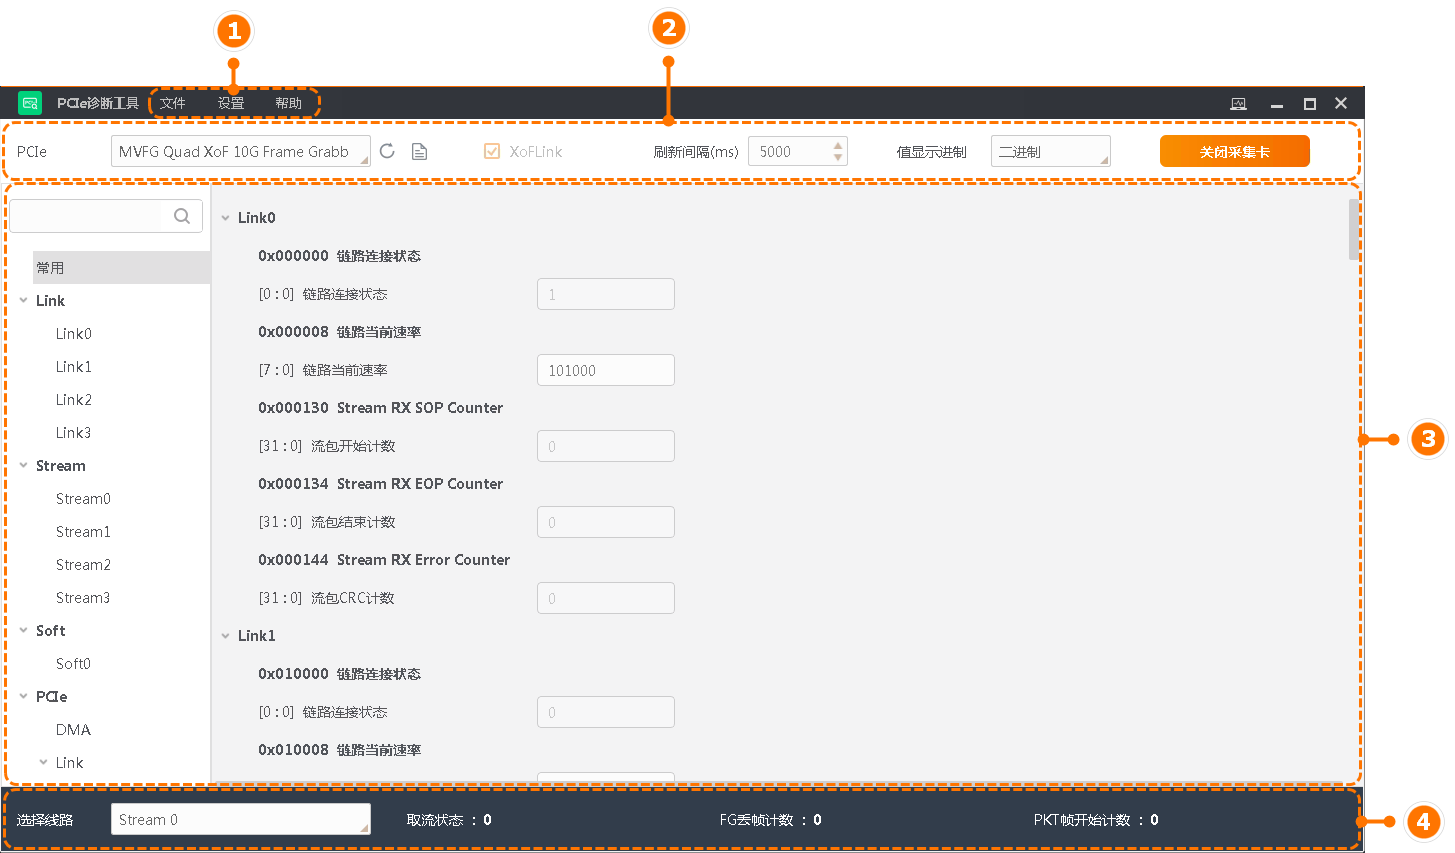 1
2
PCIe诊断工具 文件 设置 帮助
PCIe MVFG Quad XoF 10G Frame Grabb XoFLink 刷新间隔(ms) 5000 值显示进制 二进制 关闭采集卡
常用
Link
Link0
Link1
Link2
Link3
Stream
Stream0
Stream1
Stream2
Stream3
Soft
Soft0
PCIe
DMA
Link
Link0
0x000000 链路连接状态
[0 : 0] 链路连接状态 1
0x000008 链路当前速率
[7 : 0] 链路当前速率 101000
0x000130 Stream RX SOP Counter
[31 : 0] 流包开始计数 0
0x000134 Stream RX EOP Counter
[31 : 0] 流包结束计数 0
0x000144 Stream RX Error Counter
[31 : 0] 流包CRC计数 0
Link1
0x010000 链路连接状态
[0 : 0] 链路连接状态 0
0x010008 链路当前速率
3
选择线路 Stream 0 取流状态 : 0 FG丢帧计数 : 0 PKT帧开始计数 : 0
4